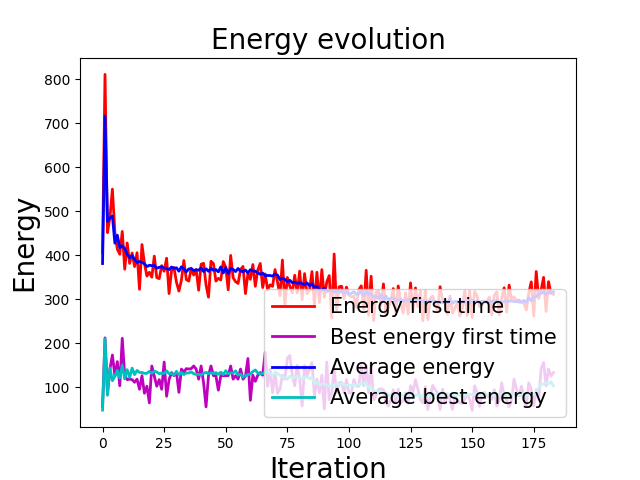 Energy evolution
800
700
600
500
400
300
200
100
Energy
0
25
50
75
100
125
150
175
Iteration
Energy first time
Best energy first time
Average energy
Average best energy